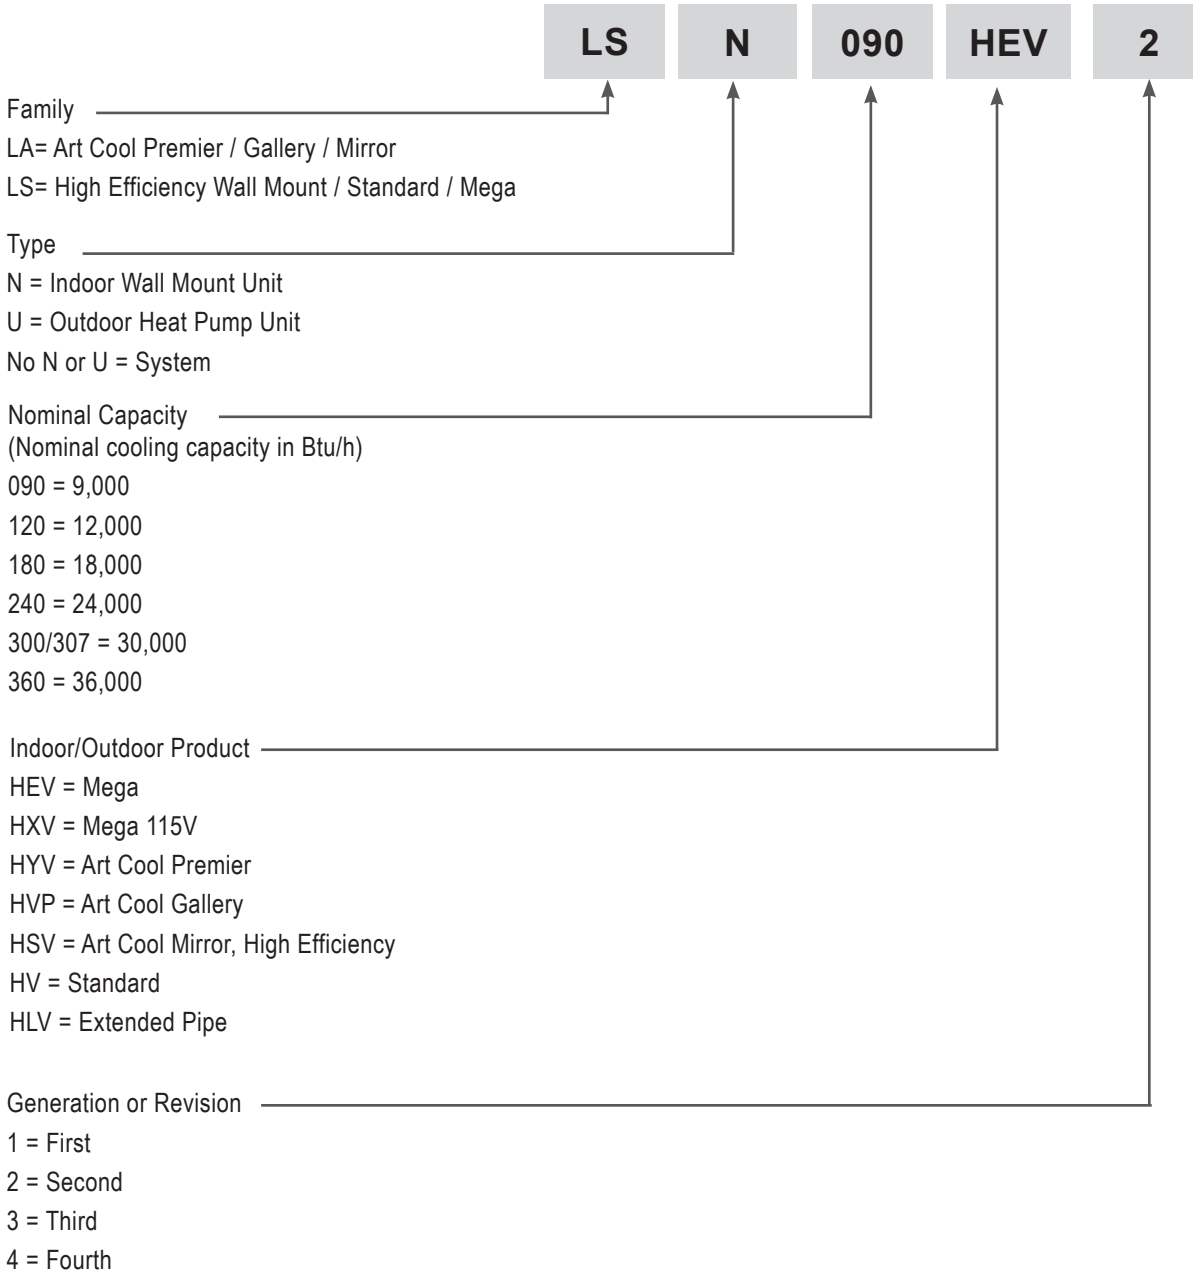 LS N 090 HEV 2
Family
LA= Art Cool Premier / Gallery / Mirror
LS= High Efficiency Wall Mount / Standard / Mega
Type
N = Indoor Wall Mount Unit
U = Outdoor Heat Pump Unit
No N or U = System
Nominal Capacity
(Nominal cooling capacity in Btu/h)
090 = 9,000
120 = 12,000
180 = 18,000
240 = 24,000
300/307 = 30,000
360 = 36,000
Indoor/Outdoor Product
HEV = Mega
HXV = Mega 115V
HYV = Art Cool Premier
HVP = Art Cool Gallery
HSV = Art Cool Mirror, High Efficiency
HV = Standard
HLV = Extended Pipe
Generation or Revision
1 = First
2 = Second
3 = Third
4 = Fourth